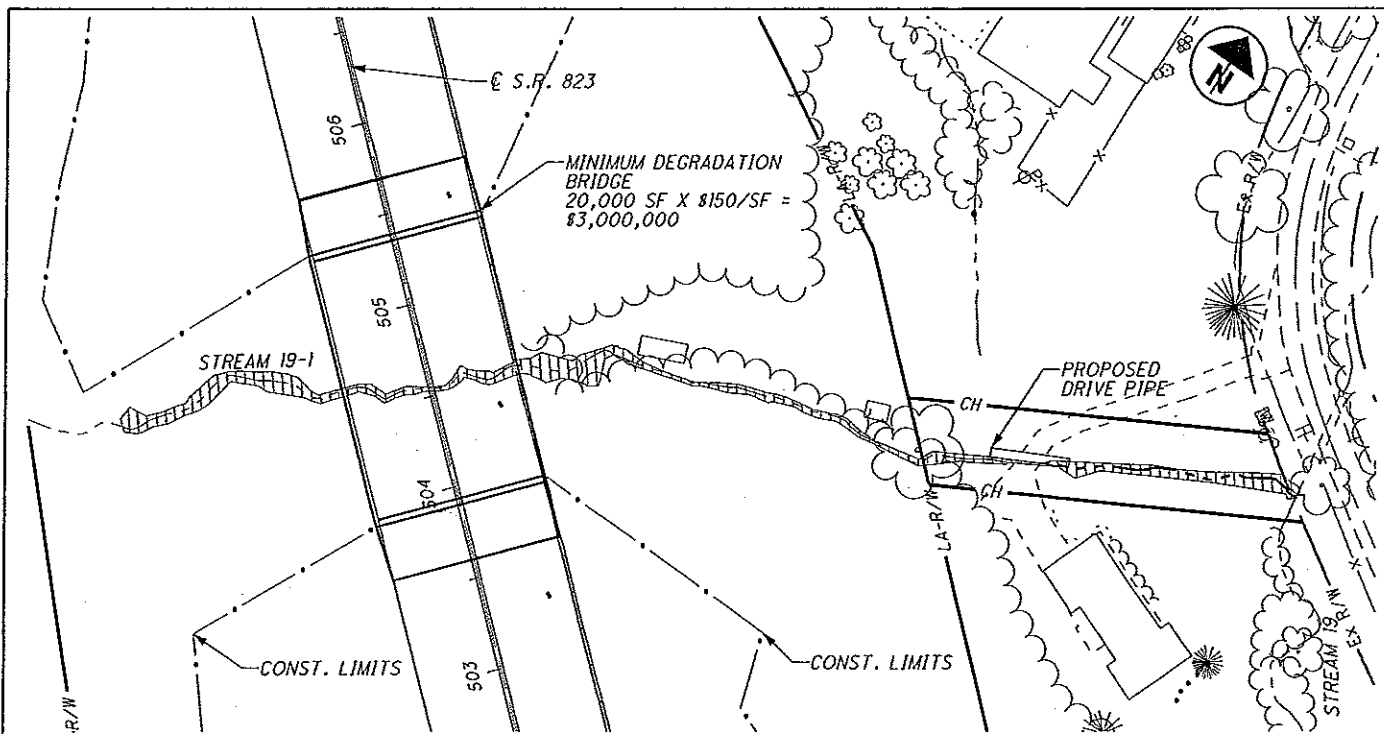 ℄ S.R. 823
506
MINIMUM DEGRADATION
BRIDGE
20,000 SF X $150/SF =
$3,000,000
N
LA-R/W
Ex. R/W
505
STREAM 19-1
PROPOSED
DRIVE PIPE
CH
504
CH
LA-R/W
503
CONST. LIMITS
CONST. LIMITS
STREAM 19
EX R/W
-R/W